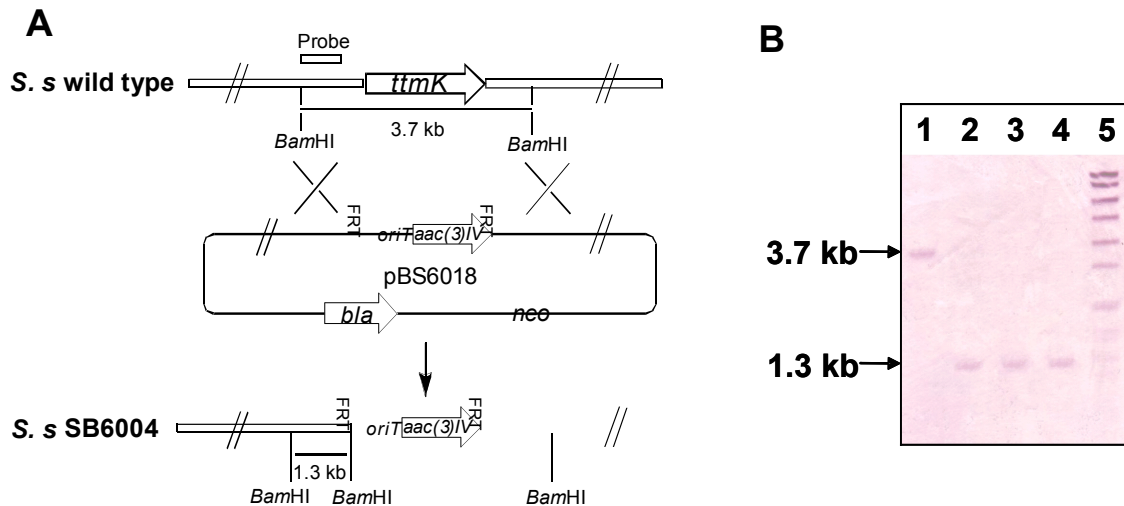 A
Probe
S. s wild type
ttmK
3.7 kb
BamHI
BamHI
FRT
oriT
aac(3)IV
FRT
pBS6018
bla
neo
S. s SB6004
FRT
oriT
aac(3)IV
FRT
1.3 kb
BamHI
BamHI
BamHI
B
1 2 3 4 5
3.7 kb
1.3 kb